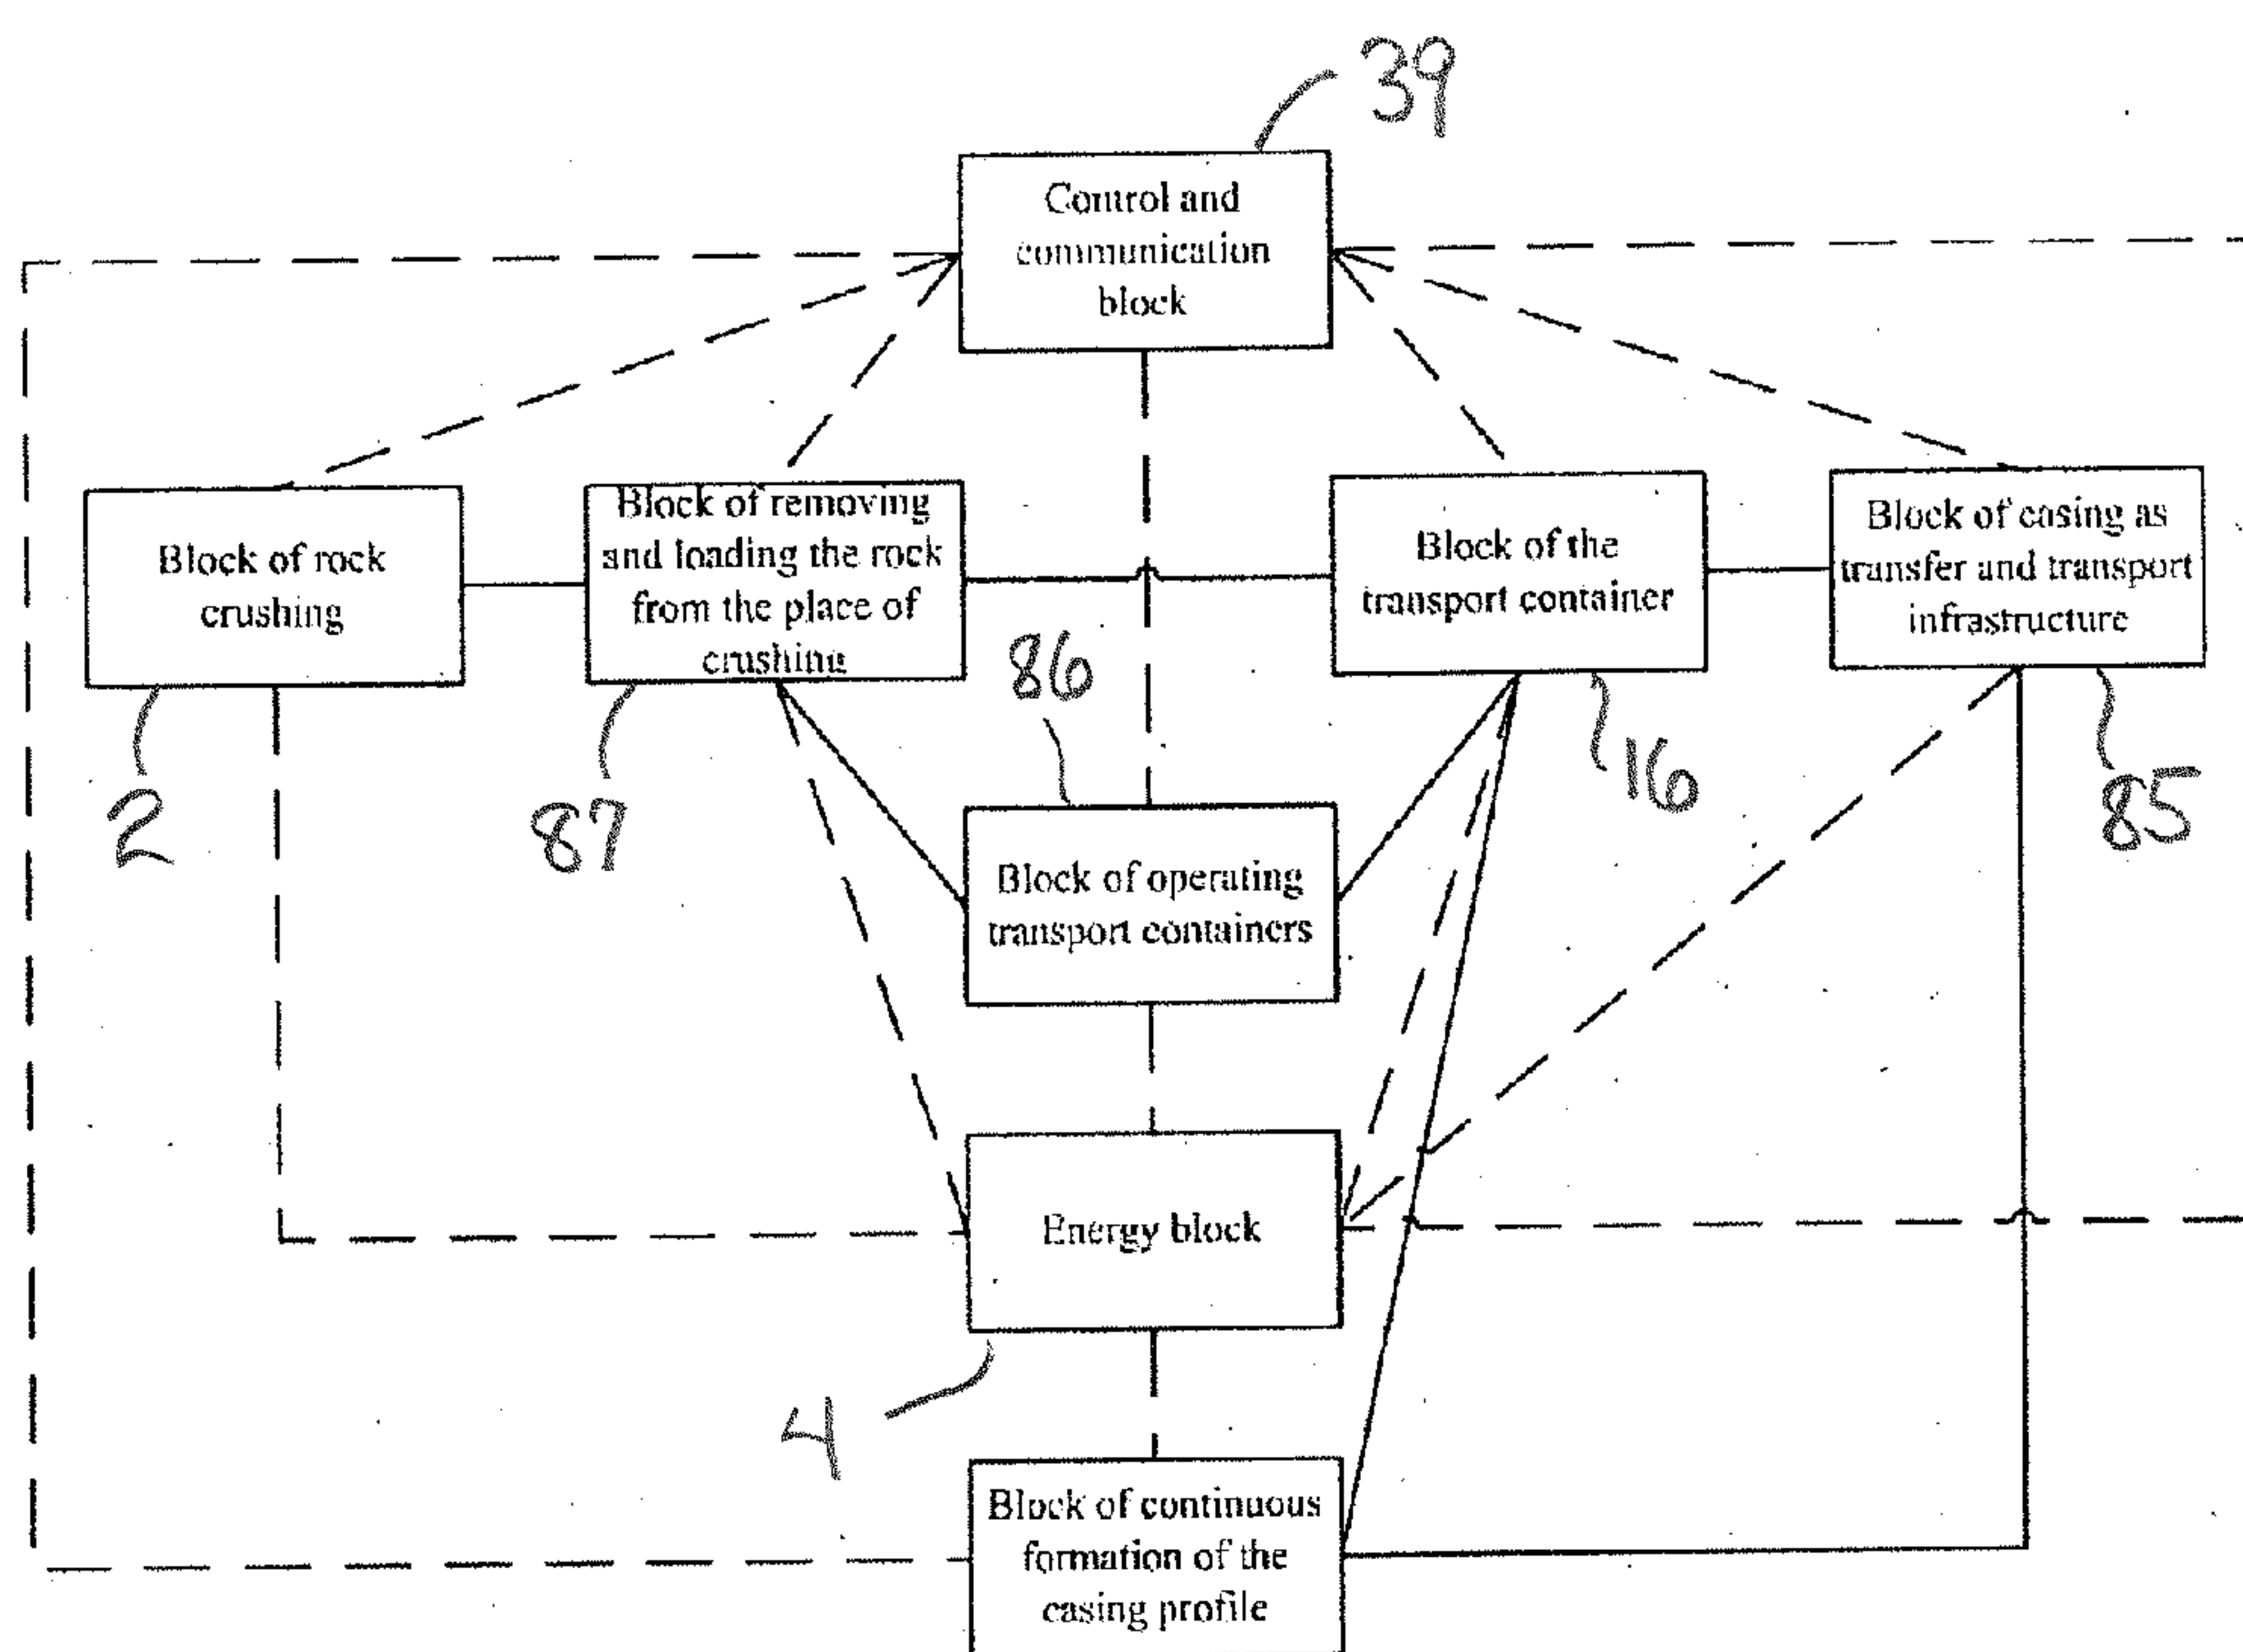 39
Control and
communication
block
Block of rock
crushing
Block of removing
and loading the rock
from the place of
crushing
Block of the
transport container
Block of casing as
transfer and transport
infrastructure
2
87
86
16
85
Block of operating
transport containers
Energy block
4
Block of continuous
formation of the
casing profile